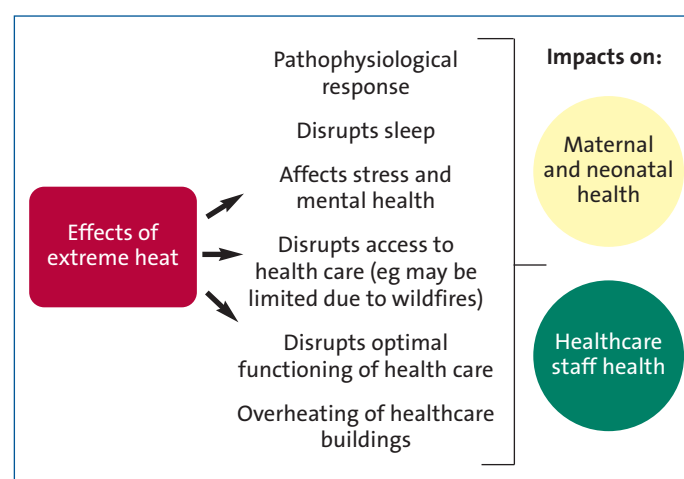 Effects of
extreme heat
Pathophysiological
response
Disrupts sleep
Affects stress and
mental health
Disrupts access to
health care (eg may be
limited due to wildfires)
Disrupts optimal
functioning of health care
Overheating of healthcare
buildings
Impacts on:
Maternal
and neonatal
health
Healthcare
staff health